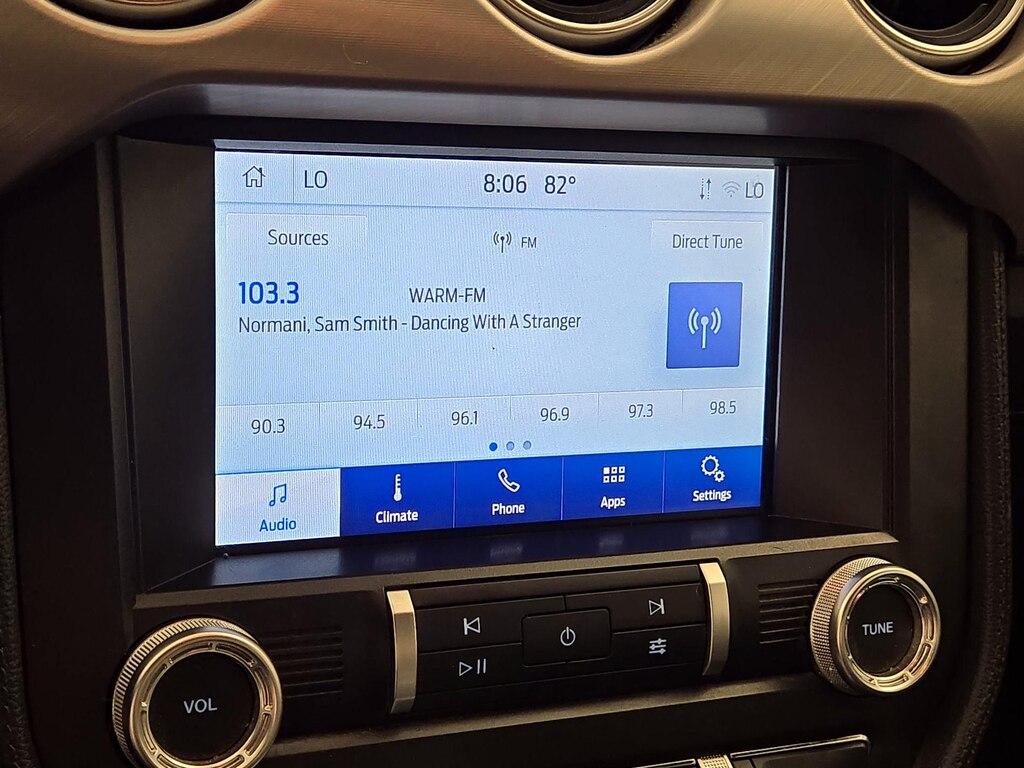 LO 8:06 82° LO
Sources FM Direct Tune
103.3 WARM-FM
Normani, Sam Smith - Dancing With A Stranger
90.3 94.5 96.1 96.9 97.3 98.5
Audio Climate Phone Apps Settings
VOL TUNE